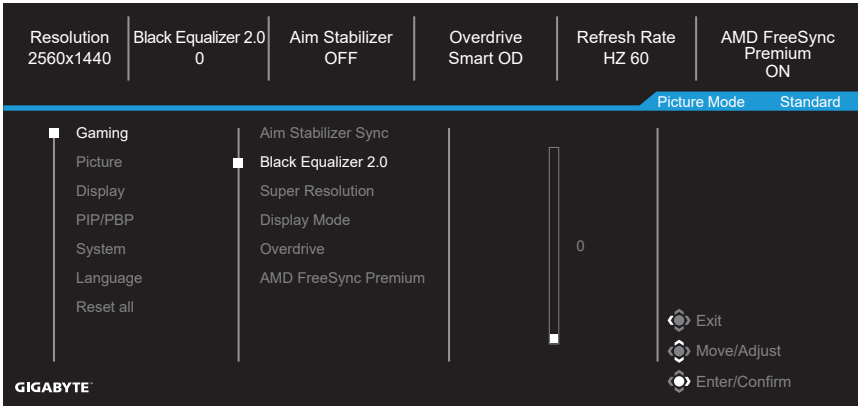 Resolution
2560x1440
Black Equalizer 2.0
0
Aim Stabilizer
OFF
Overdrive
Smart OD
Refresh Rate
HZ 60
AMD FreeSync
Premium
ON
Picture Mode Standard
Gaming
Picture
Display
PIP/PBP
System
Language
Reset all
Aim Stabilizer Sync
Black Equalizer 2.0
Super Resolution
Display Mode
Overdrive
AMD FreeSync Premium
0
Exit
Move/Adjust
Enter/Confirm
GIGABYTE™